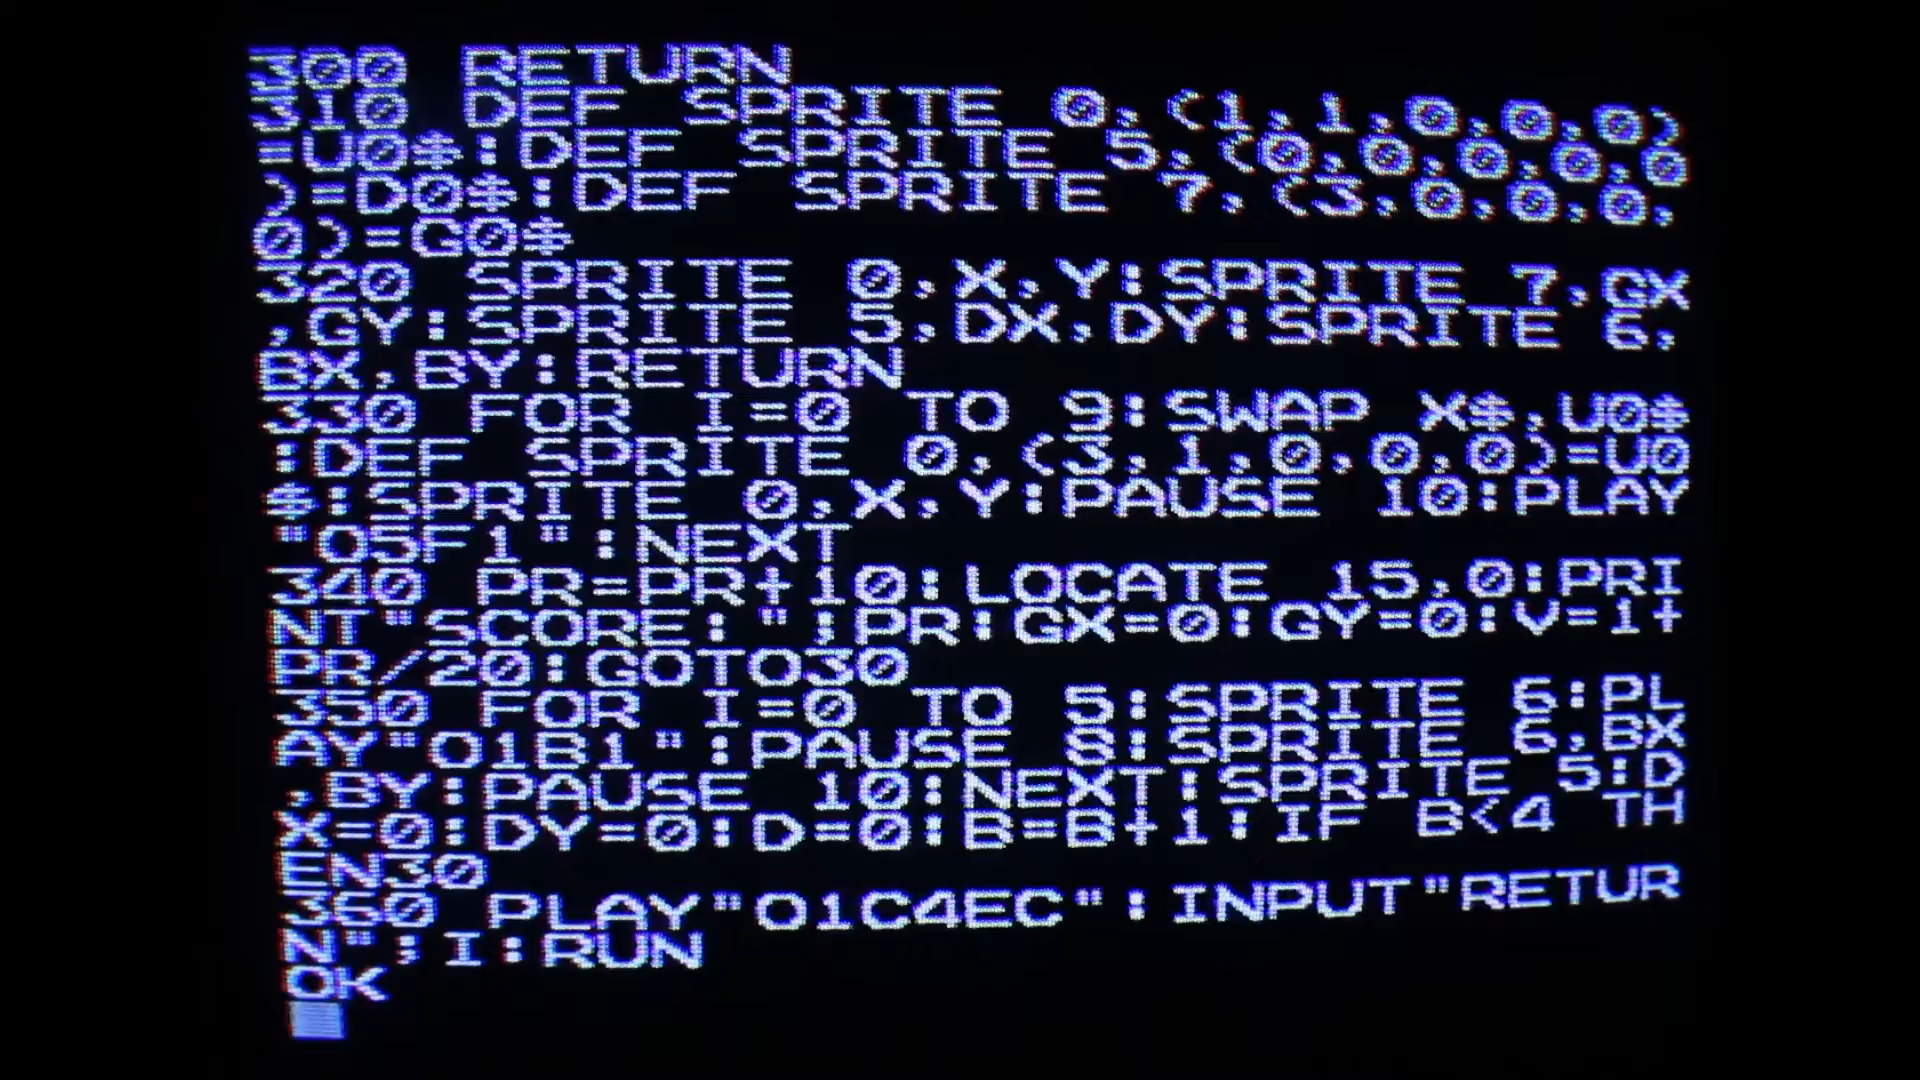 300 RETURN
310 DEF SPRITE 0,(1,1,0,0,0)
=U0$:DEF SPRITE 5,(0,0,0,0,0
)=D0$:DEF SPRITE 7,(3,0,0,0,
0)=G0$
320 SPRITE 0,X,Y:SPRITE 7,GX
,GY:SPRITE 5,DX,DY:SPRITE 6,
BX,BY:RETURN
330 FOR I=0 TO 9:SWAP X$,U0$
:DEF SPRITE 0,(3,1,0,0,0)=U0
$:SPRITE 0,X,Y:PAUSE 10:PLAY
"O5F1":NEXT
340 PR=PR+10:LOCATE 15,0:PRI
NT"SCORE:";PR:GX=0:GY=0:V=1+
PR/20:GOTO30
350 FOR I=0 TO 5:SPRITE 6:PL
AY"O1B1":PAUSE 8:SPRITE 6,BX
,BY:PAUSE 10:NEXT:SPRITE 5:D
X=0:DY=0:D=0:B=B+1:IF B<4 TH
EN30
360 PLAY"O1C4EC":INPUT"RETUR
N";I:RUN
OK